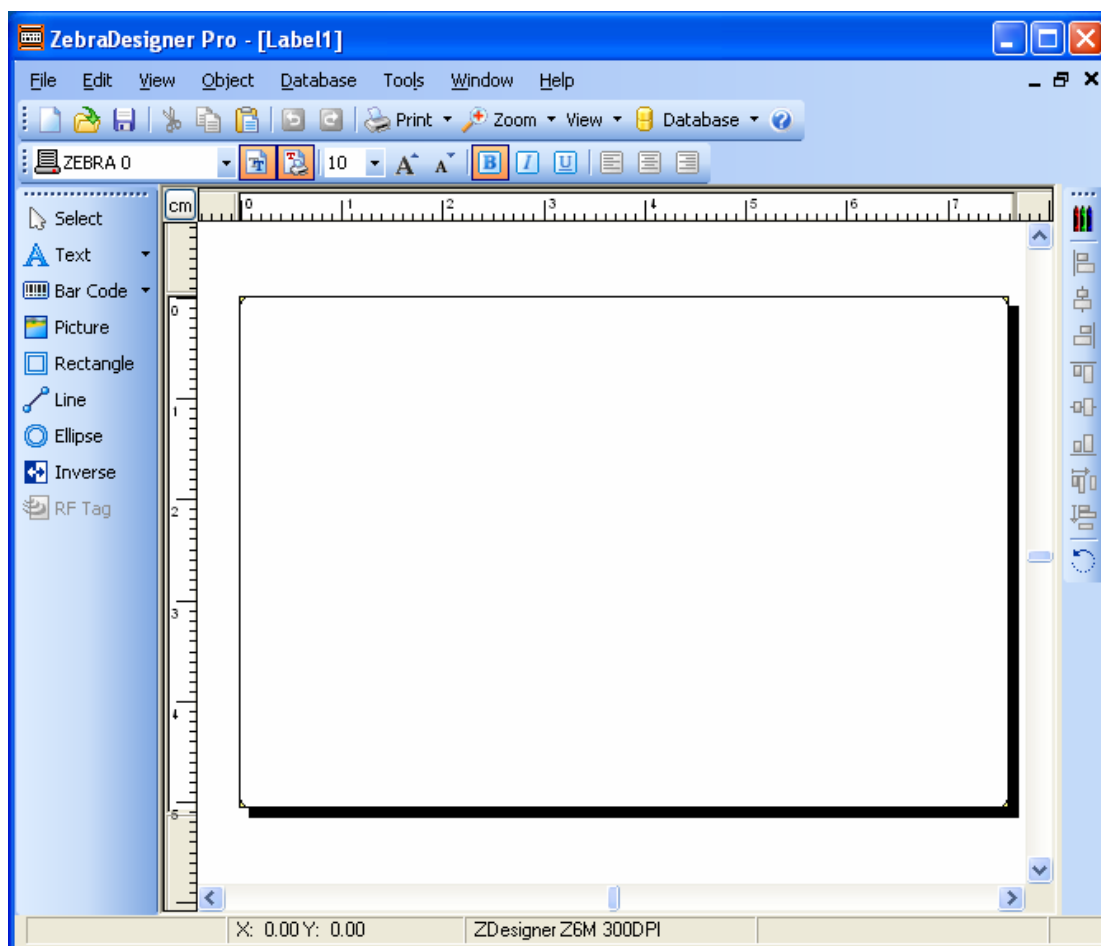 ZebraDesigner Pro - [Label1]
File Edit View Object Database Tools Window Help
Print Zoom View Database
ZEBRA 0 10 A A B I U
cm 0 1 2 3 4 5 6 7
Select
Text
Bar Code
Picture
Rectangle
Line
Ellipse
Inverse
RF Tag
0
1
2
3
4
5
X: 0.00 Y: 0.00 ZDesigner Z6M 300DPI